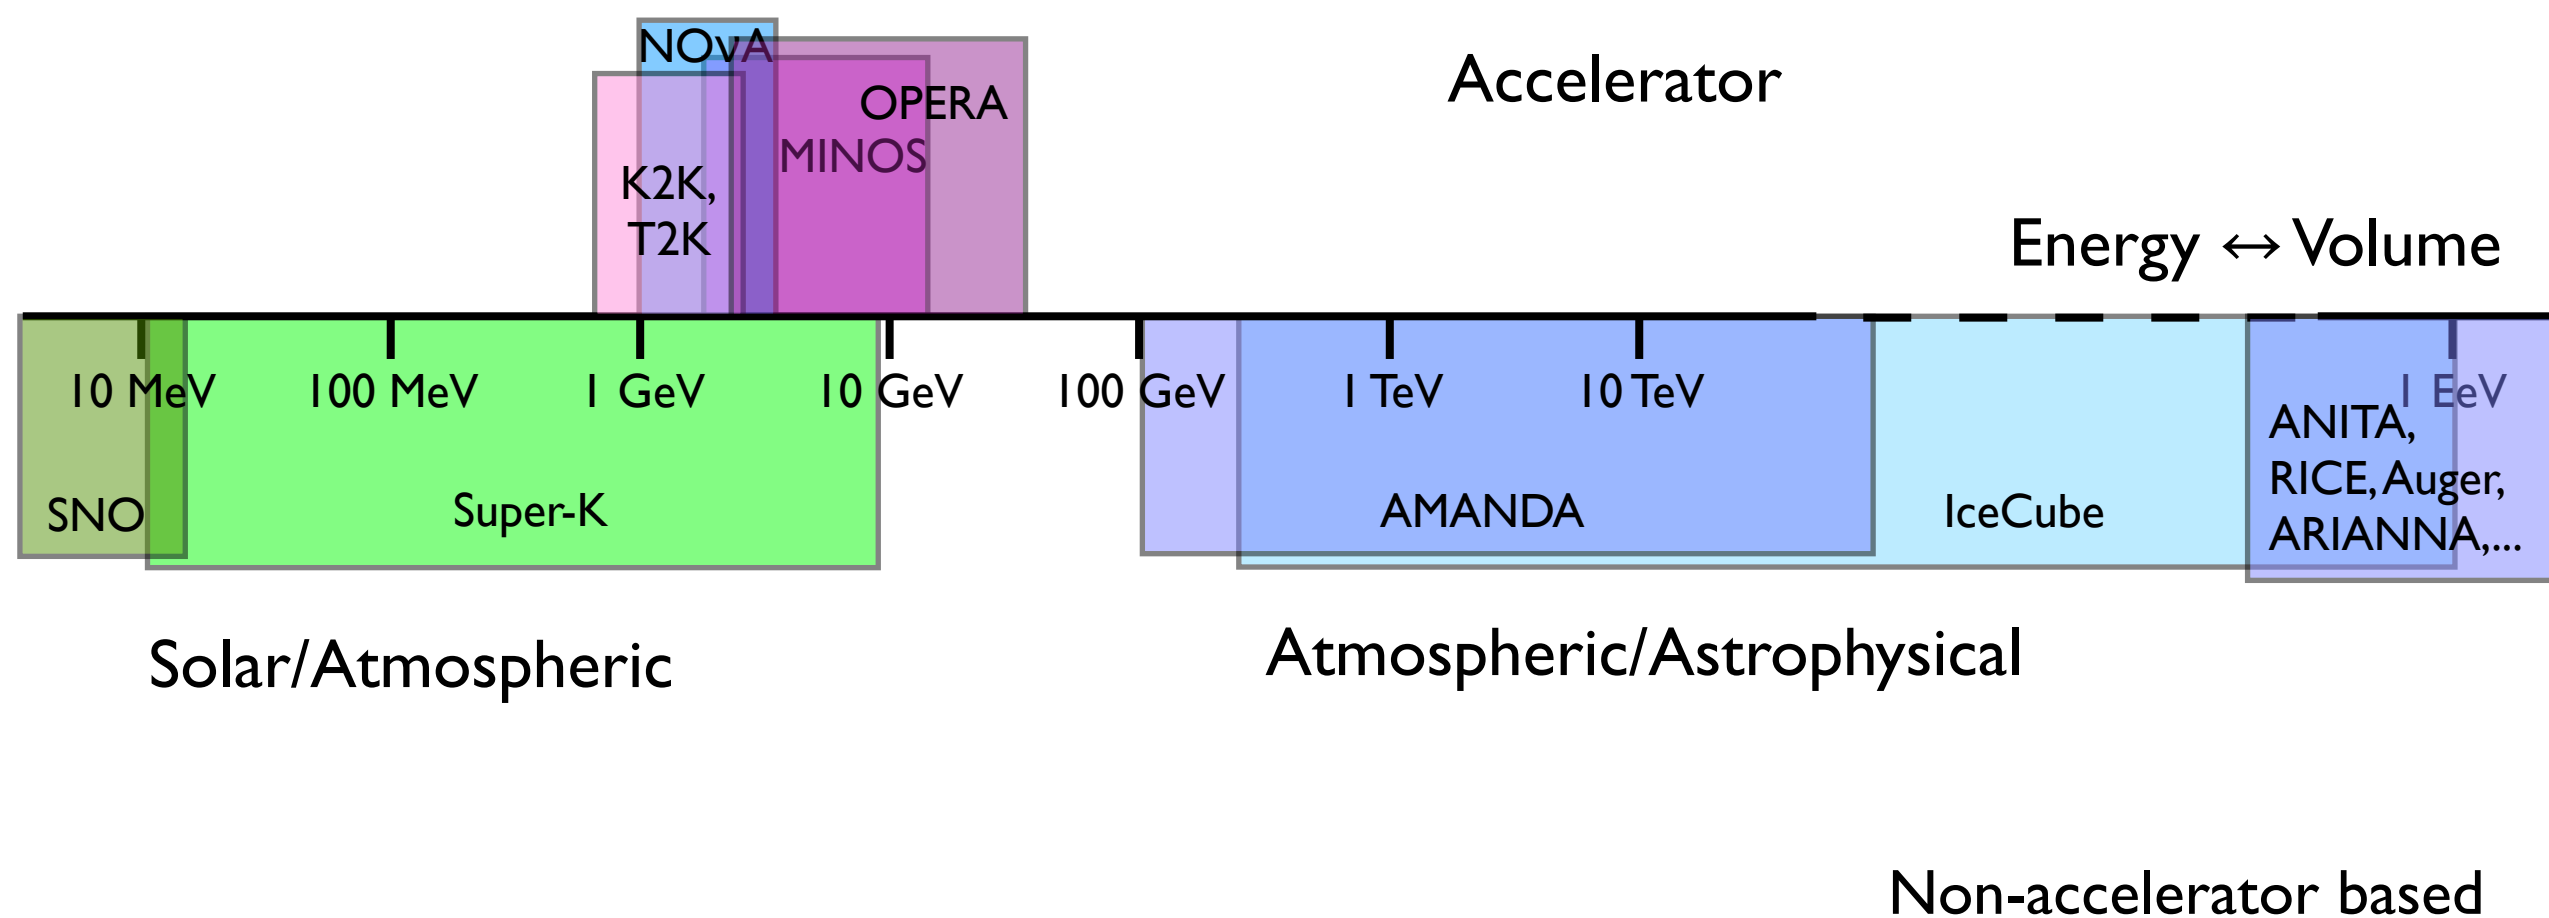 NOνA
Accelerator
OPERA
MINOS
K2K,
T2K
Energy ↔ Volume
10 MeV
100 MeV
1 GeV
10 GeV
100 GeV
1 TeV
10 TeV
1 EeV
ANITA,
RICE, Auger,
ARIANNA,...
SNO
Super-K
AMANDA
IceCube
Solar/Atmospheric
Atmospheric/Astrophysical
Non-accelerator based